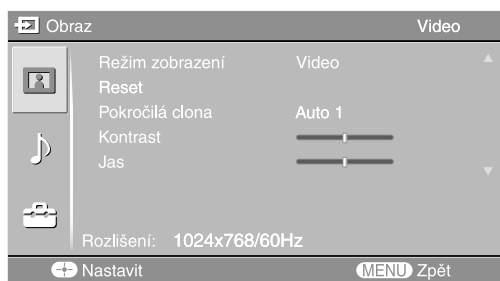 Obraz Video
Režim zobrazení Video
Reset
Pokročilá clona Auto 1
Kontrast
Jas
Rozlišení: 1024x768/60Hz
Nastavit MENU Zpět